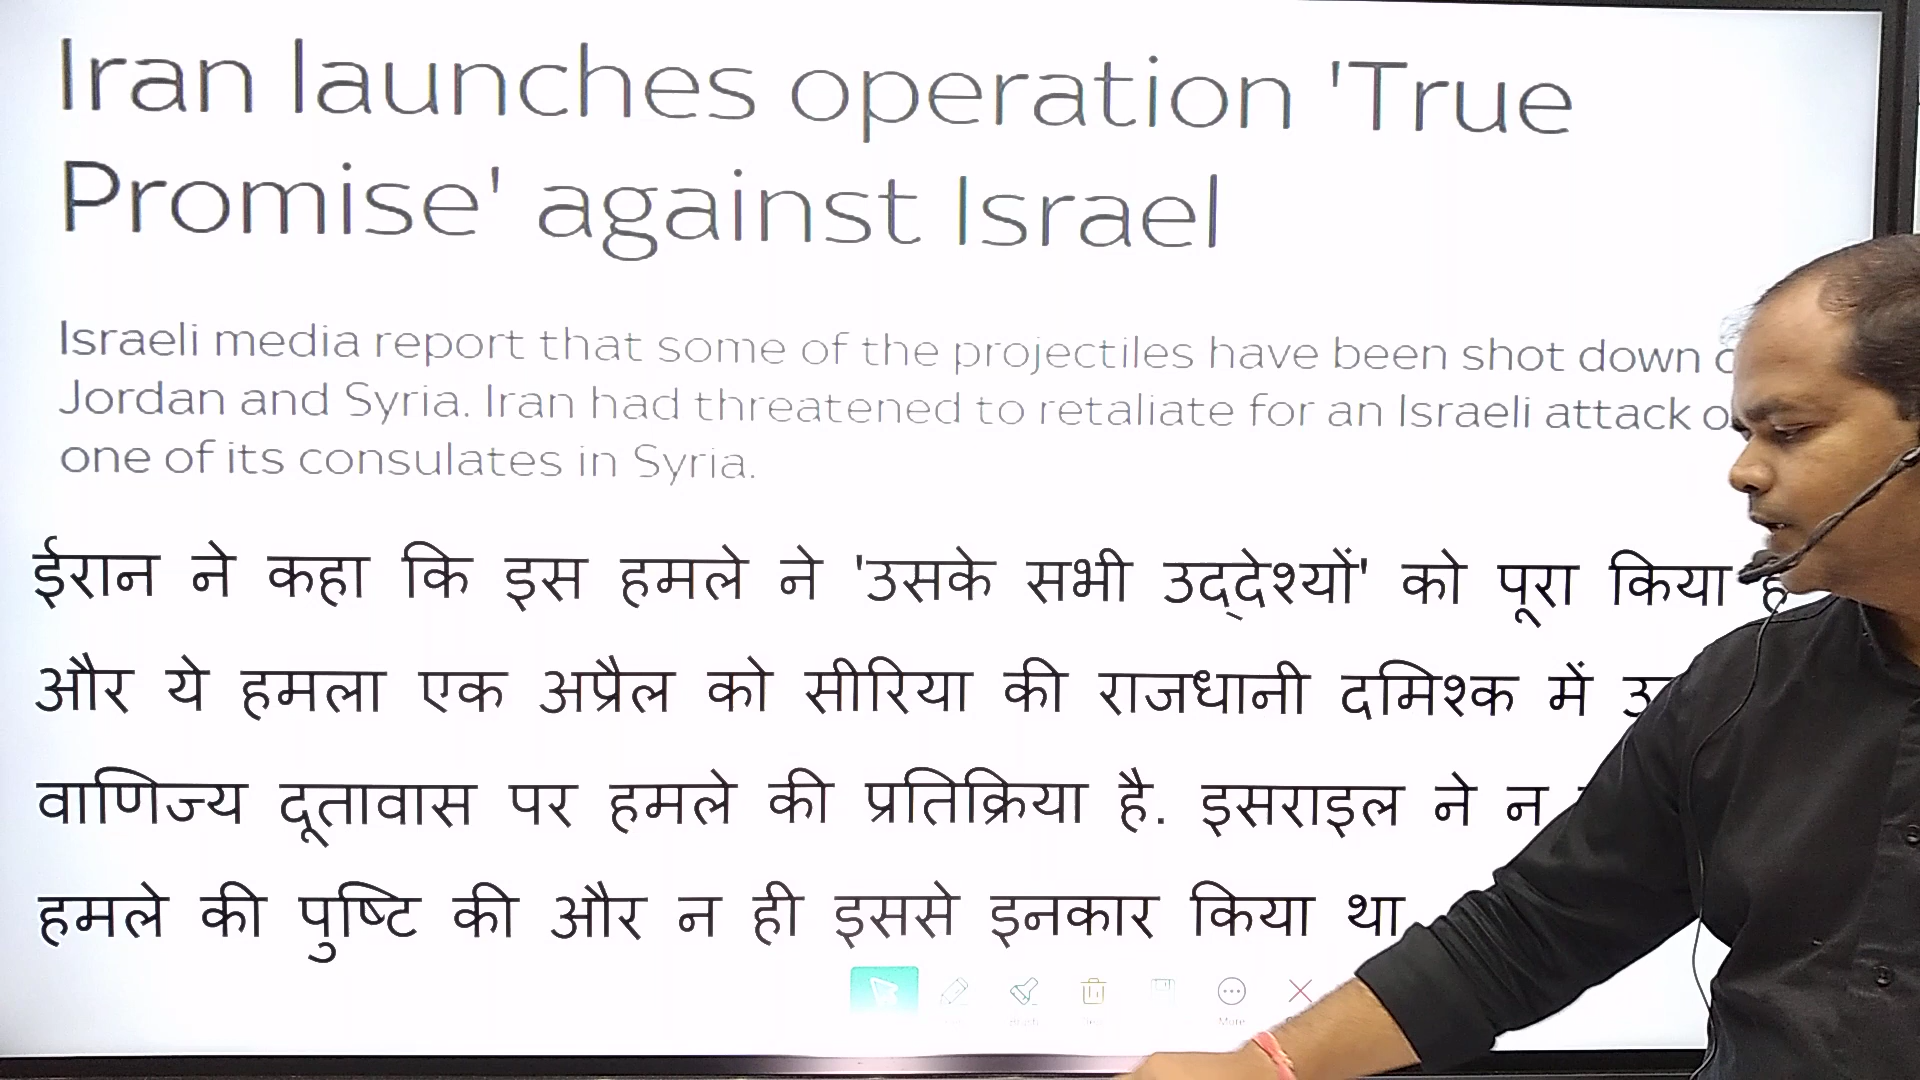 Iran launches operation 'True
Promise' against Israel
Israeli media report that some of the projectiles have been shot down
Jordan and Syria. Iran had threatened to retaliate for an Israeli attack
one of its consulates in Syria.
ईरान ने कहा कि इस हमले ने 'उसके सभी उद्देश्यों' को पूरा किया
और ये हमला एक अप्रैल को सीरिया की राजधानी दमिश्क में
वाणिज्य दूतावास पर हमले की प्रतिक्रिया है. इसराइल ने न
हमले की पुष्टि की और न ही इससे इनकार किया था
More